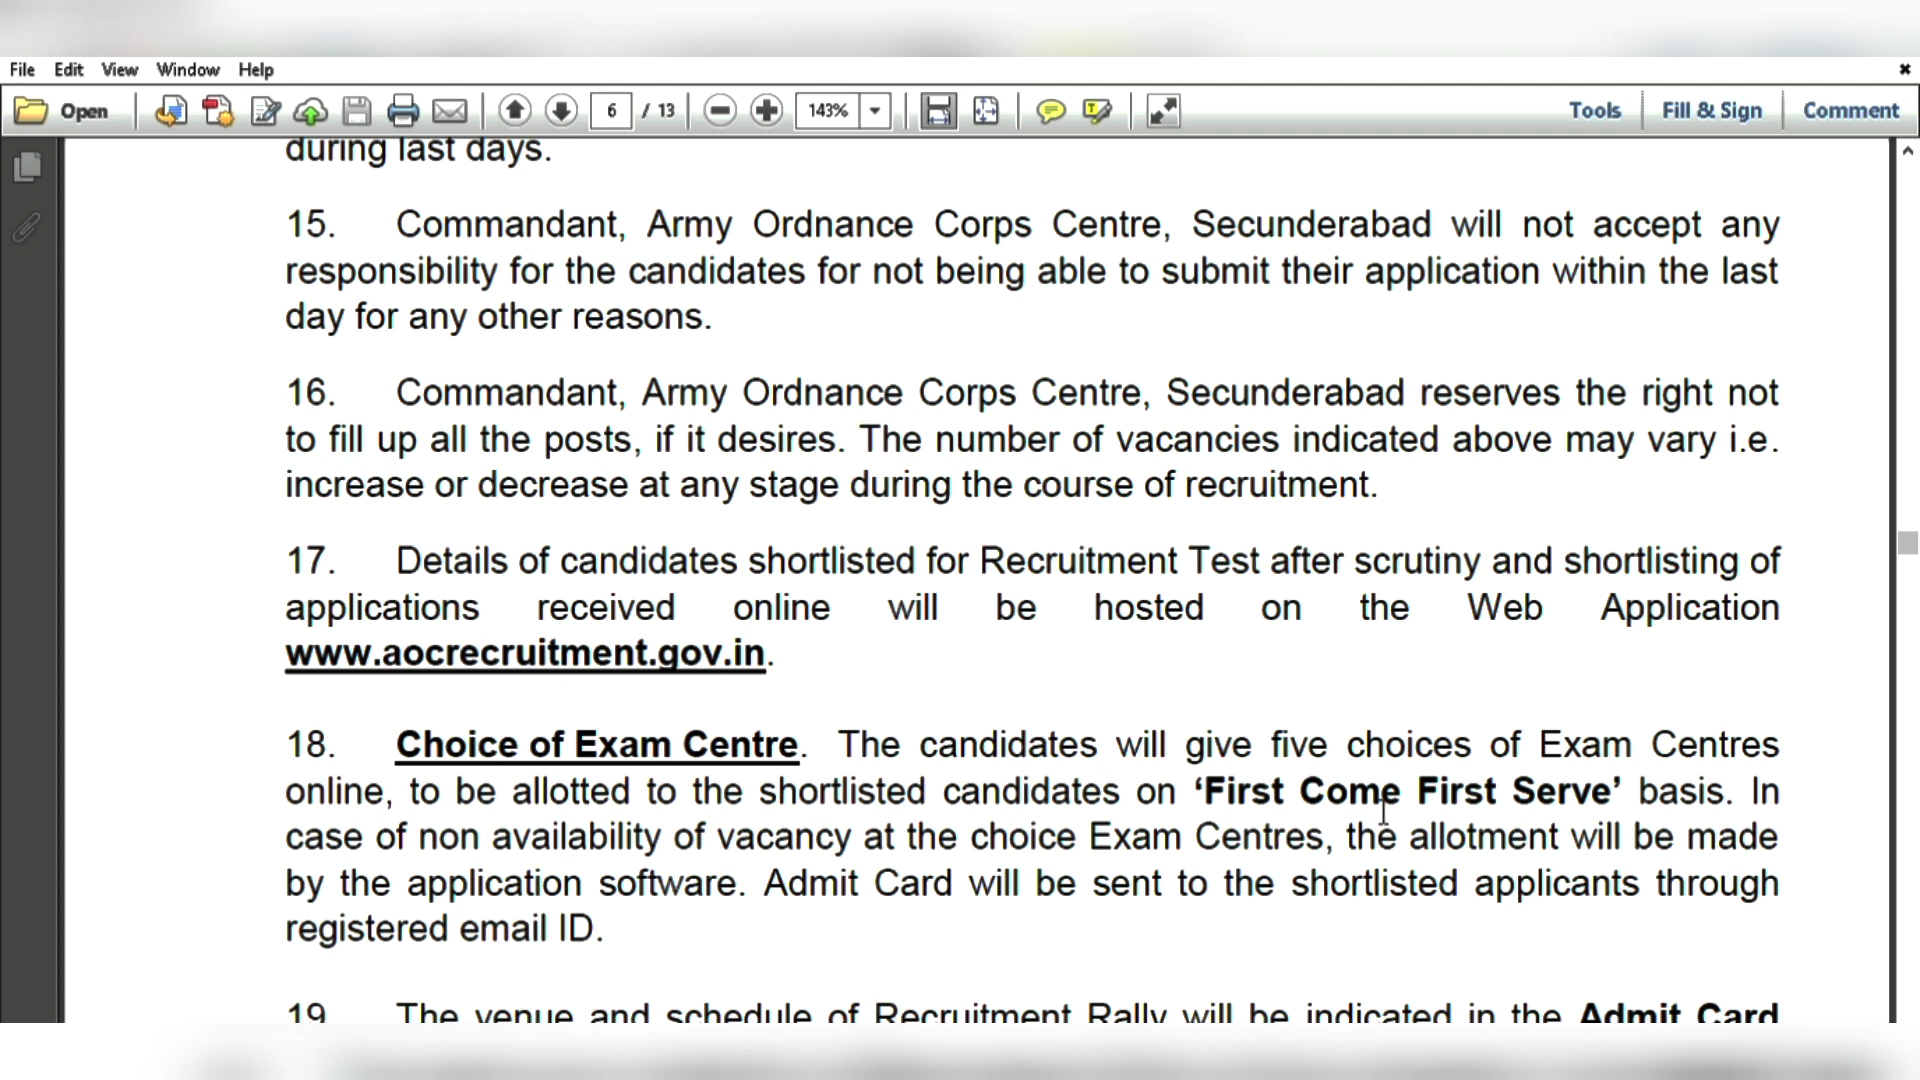 File Edit View Window Help
Open 6 / 13 143% Tools Fill & Sign Comment
during last days.
15. Commandant, Army Ordnance Corps Centre, Secunderabad will not accept any
responsibility for the candidates for not being able to submit their application within the last
day for any other reasons.
16. Commandant, Army Ordnance Corps Centre, Secunderabad reserves the right not
to fill up all the posts, if it desires. The number of vacancies indicated above may vary i.e.
increase or decrease at any stage during the course of recruitment.
17. Details of candidates shortlisted for Recruitment Test after scrutiny and shortlisting of
applications received online will be hosted on the Web Application
www.aocrecruitment.gov.in.
18. Choice of Exam Centre. The candidates will give five choices of Exam Centres
online, to be allotted to the shortlisted candidates on ‘First Come First Serve’ basis. In
case of non availability of vacancy at the choice Exam Centres, the allotment will be made
by the application software. Admit Card will be sent to the shortlisted applicants through
registered email ID.
19. The venue and schedule of Recruitment Rally will be indicated in the Admit Card